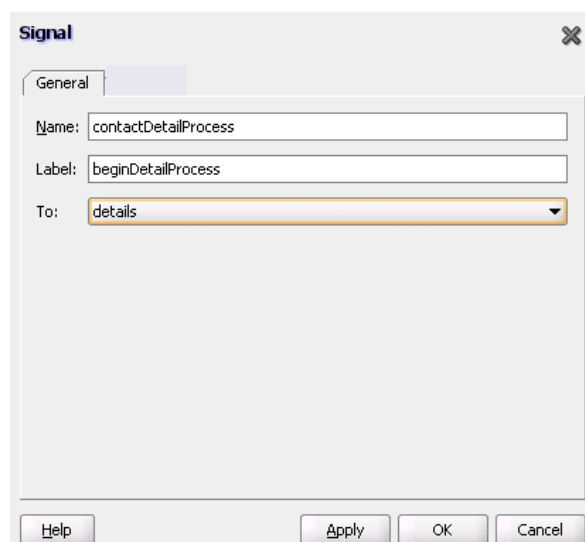 Signal
General
Name: contactDetailProcess
Label: beginDetailProcess
To: details
Help Apply OK Cancel